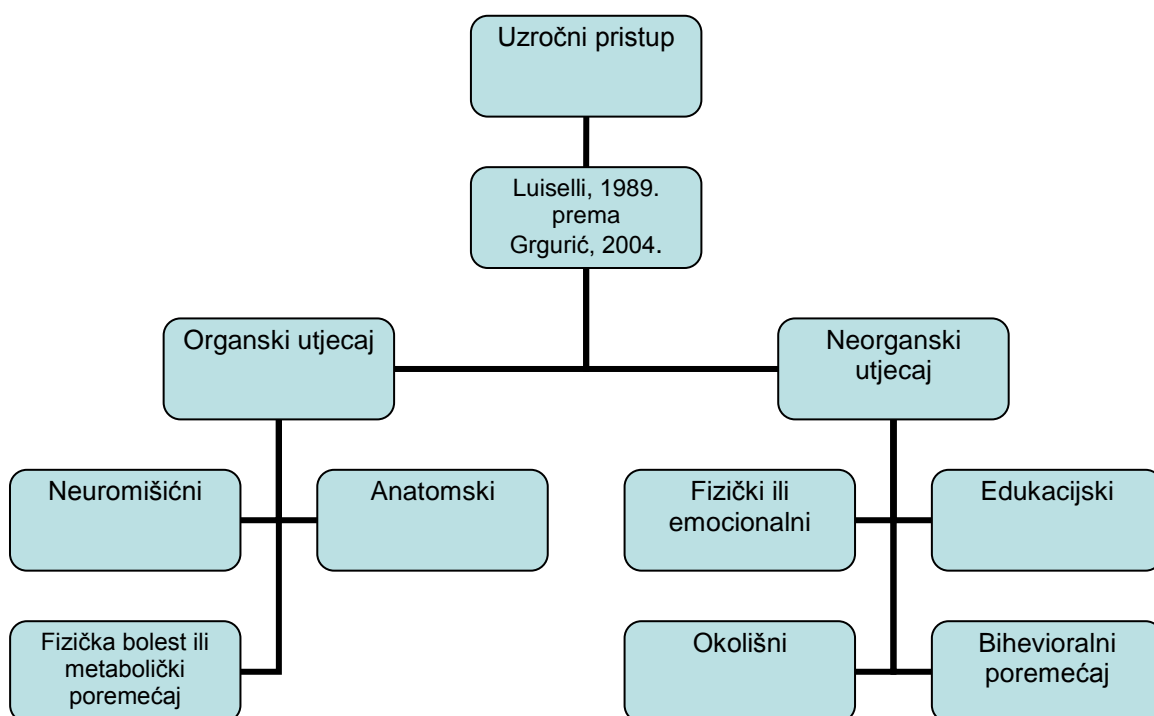 Uzročni pristup
Luiselli, 1989.
prema
Grgurić, 2004.
Organski utjecaj
Neorganski
utjecaj
Neuromišićni
Anatomski
Fizički ili
emocionalni
Edukacijski
Fizička bolest ili
metabolički
poremećaj
Okolišni
Bihevioralni
poremećaj